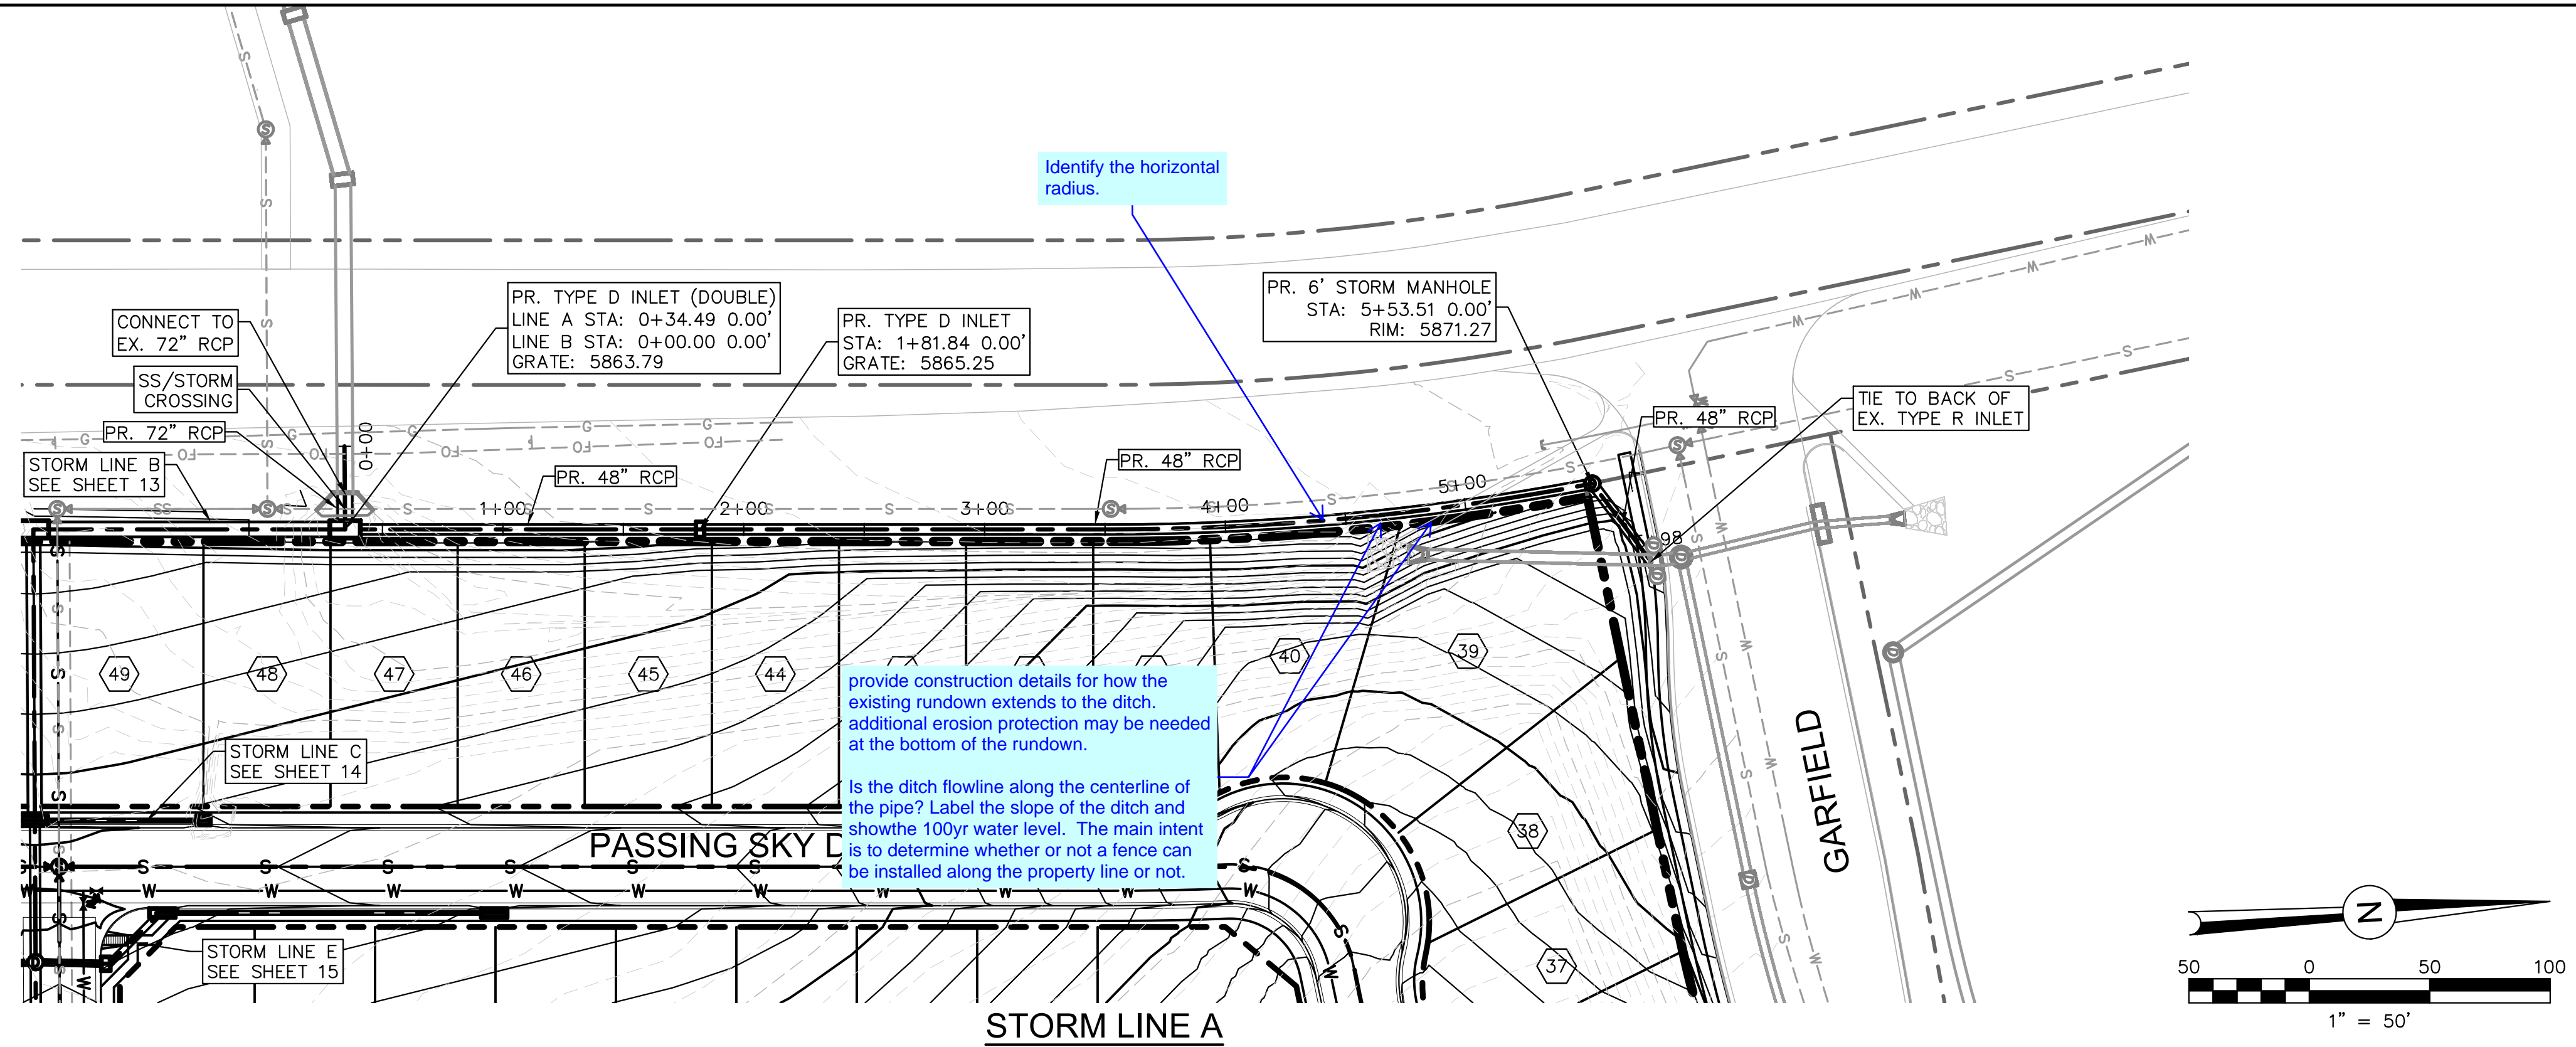 Identify the horizontal
radius.
PR. TYPE D INLET (DOUBLE)
LINE A STA: 0+34.49 0.00'
LINE B STA: 0+00.00 0.00'
GRATE: 5863.79
PR. TYPE D INLET
STA: 1+81.84 0.00'
GRATE: 5865.25
PR. 6' STORM MANHOLE
STA: 5+53.51 0.00'
RIM: 5871.27
CONNECT TO
EX. 72" RCP
SS/STORM
CROSSING
PR. 72" RCP
STORM LINE B
SEE SHEET 13
TIE TO BACK OF
EX. TYPE R INLET
PR. 48" RCP
PR. 48" RCP
PR. 48" RCP
0+00
1+00
2+00
3+00
4+00
5+00
98
49
48
47
46
45
44
40
39
38
37
provide construction details for how the
existing rundown extends to the ditch.
additional erosion protection may be needed
at the bottom of the rundown.
Is the ditch flowline along the centerline of
the pipe? Label the slope of the ditch and
showthe 100yr water level. The main intent
is to determine whether or not a fence can
be installed along the property line or not.
STORM LINE C
SEE SHEET 14
PASSING SKY D
STORM LINE E
SEE SHEET 15
GARFIELD
N
50 0 50 100
1" = 50'
STORM LINE A